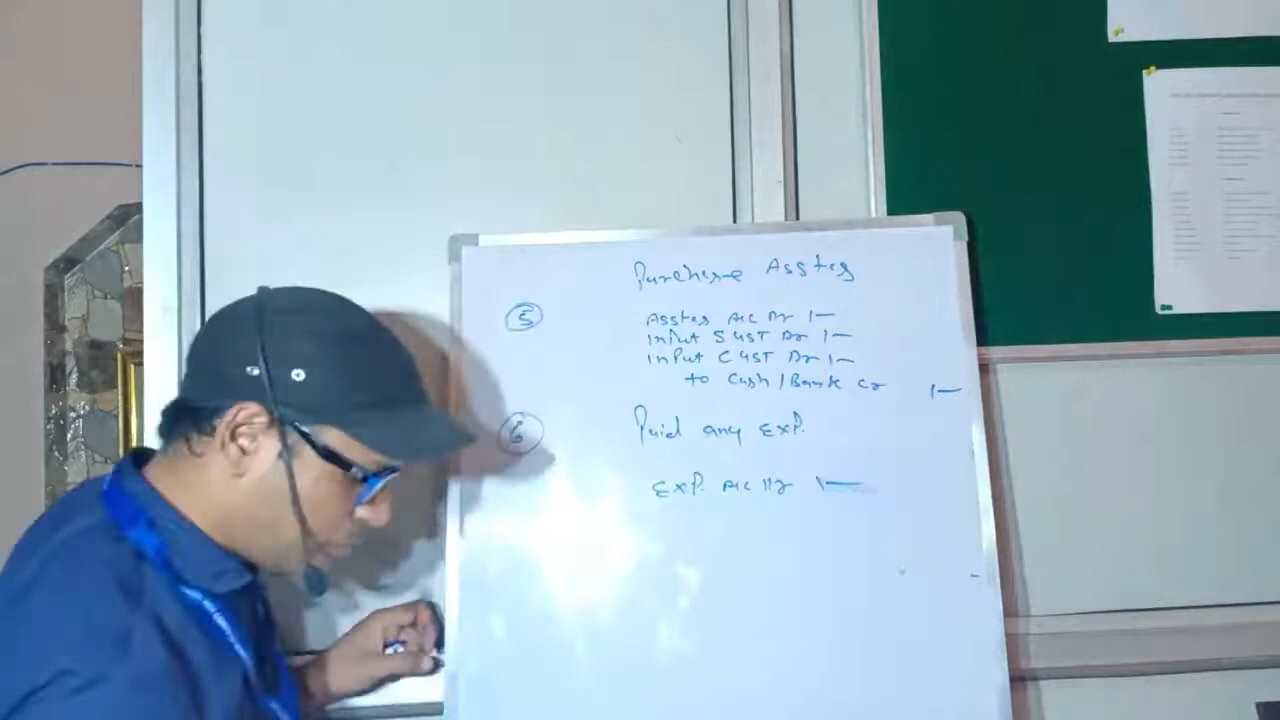 Purchase Asstes
5
Asstes A/C Dr 1—
Input SGST Dr 1—
Input CGST Dr 1—
to Cash/Bank Cr 1—
6 Paid any Exp.
Exp. A/C Dr 1—